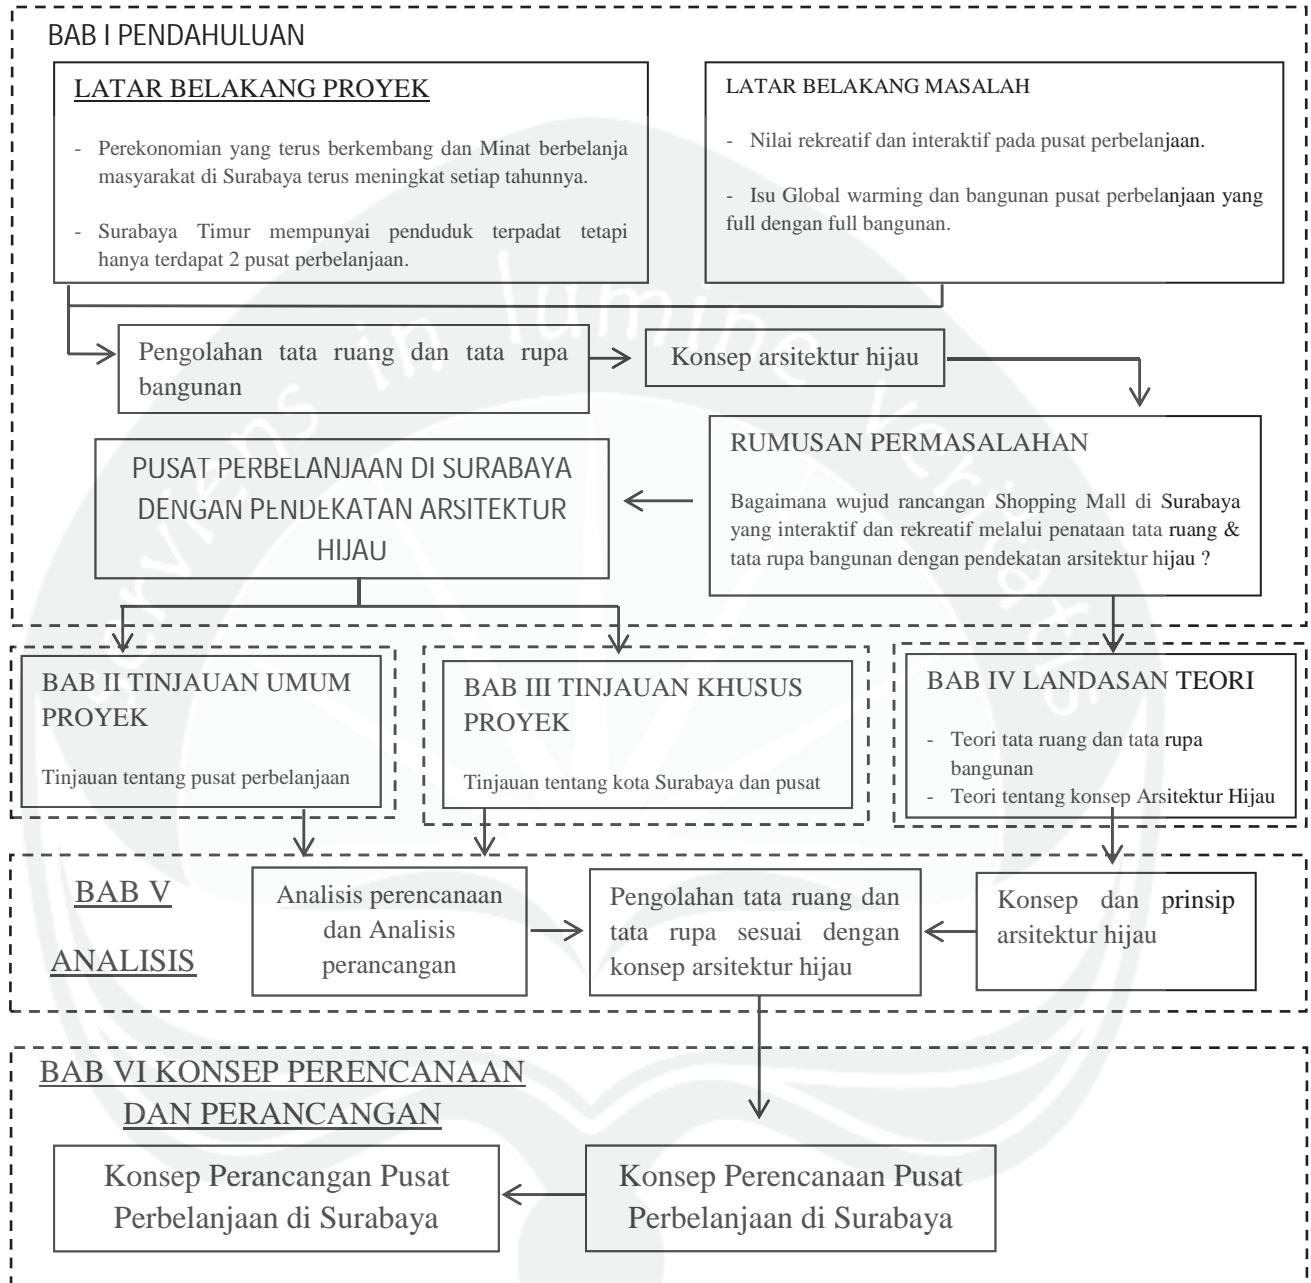 BAB I PENDAHULUAN
LATAR BELAKANG PROYEK
- Perekonomian yang terus berkembang dan Minat berbelanja
masyarakat di Surabaya terus meningkat setiap tahunnya.
- Surabaya Timur mempunyai penduduk terpadat tetapi
hanya terdapat 2 pusat perbelanjaan.
LATAR BELAKANG MASALAH
- Nilai rekreatif dan interaktif pada pusat perbelanjaan.
- Isu Global warming dan bangunan pusat perbelanjaan yang
full dengan full bangunan.
Pengolahan tata ruang dan tata rupa
bangunan
Konsep arsitektur hijau
RUMUSAN PERMASALAHAN
Bagaimana wujud rancangan Shopping Mall di Surabaya
yang interaktif dan rekreatif melalui penataan tata ruang &
tata rupa bangunan dengan pendekatan arsitektur hijau ?
PUSAT PERBELANJAAN DI SURABAYA
DENGAN PENDEKATAN ARSITEKTUR
HIJAU
BAB II TINJAUAN UMUM
PROYEK
Tinjauan tentang pusat perbelanjaan
BAB III TINJAUAN KHUSUS
PROYEK
Tinjauan tentang kota Surabaya dan pusat
BAB IV LANDASAN TEORI
- Teori tata ruang dan tata rupa
bangunan
- Teori tentang konsep Arsitektur Hijau
BAB V
ANALISIS
Analisis perencanaan
dan Analisis
perancangan
Pengolahan tata ruang dan
tata rupa sesuai dengan
konsep arsitektur hijau
Konsep dan prinsip
arsitektur hijau
BAB VI KONSEP PERENCANAAN
DAN PERANCANGAN
Konsep Perancangan Pusat
Perbelanjaan di Surabaya
Konsep Perencanaan Pusat
Perbelanjaan di Surabaya
serviens in lumine veritatis